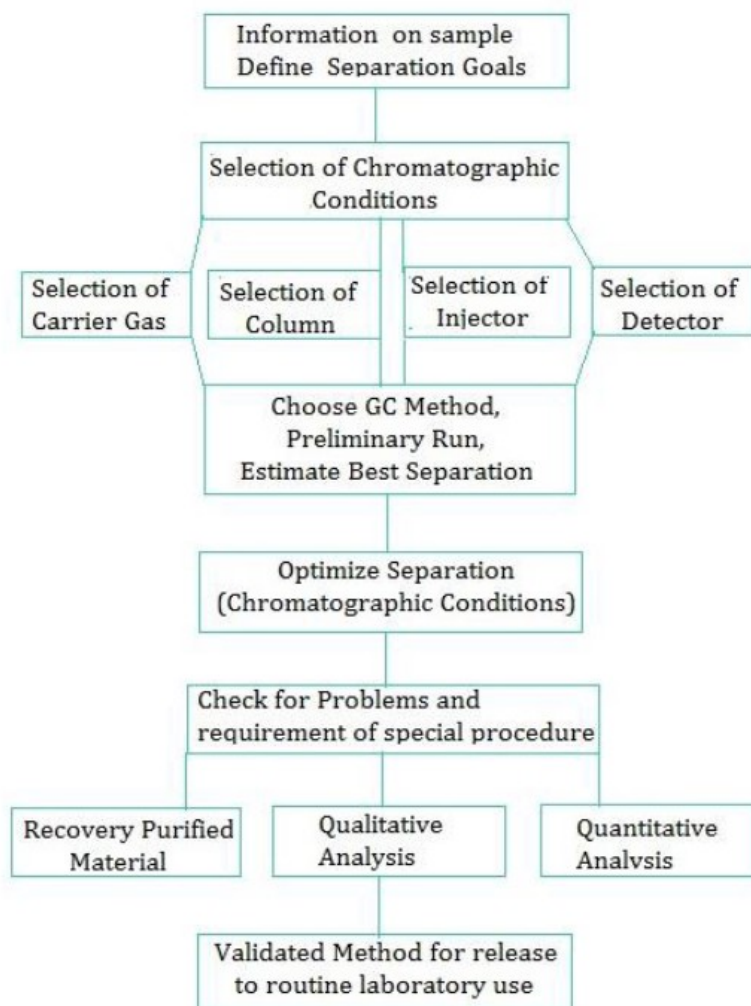 Information on sample
Define Separation Goals
Selection of Chromatographic
Conditions
Selection of
Carrier Gas
Selection of
Column
Selection of
Injector
Selection of
Detector
Choose GC Method,
Preliminary Run,
Estimate Best Separation
Optimize Separation
(Chromatographic Conditions)
Check for Problems and
requirement of special procedure
Recovery Purified
Material
Qualitative
Analysis
Quantitative
Analysis
Validated Method for release
to routine laboratory use